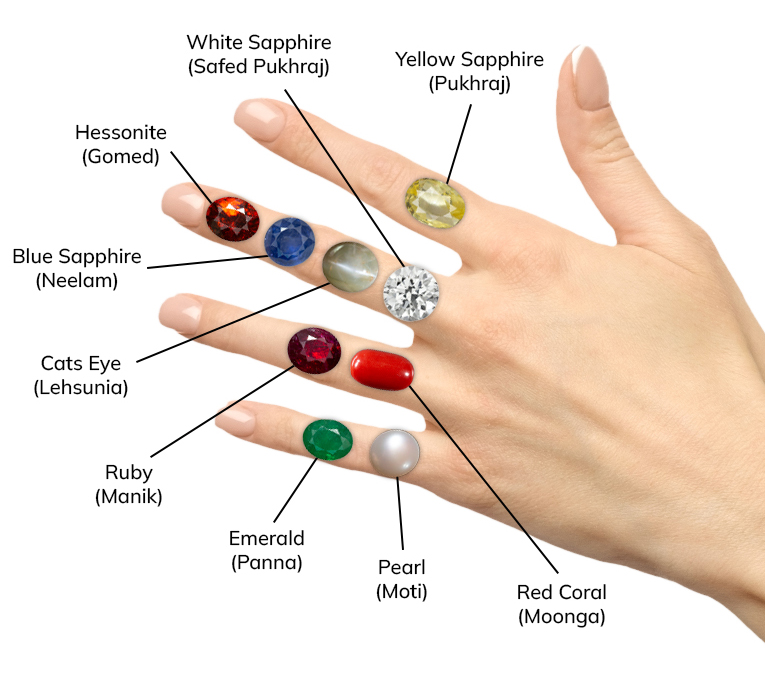 White Sapphire
(Safed Pukhraj)
Yellow Sapphire
(Pukhraj)
Hessonite
(Gomed)
Blue Sapphire
(Neelam)
Cats Eye
(Lehsunia)
Ruby
(Manik)
Emerald
(Panna)
Pearl
(Moti)
Red Coral
(Moonga)